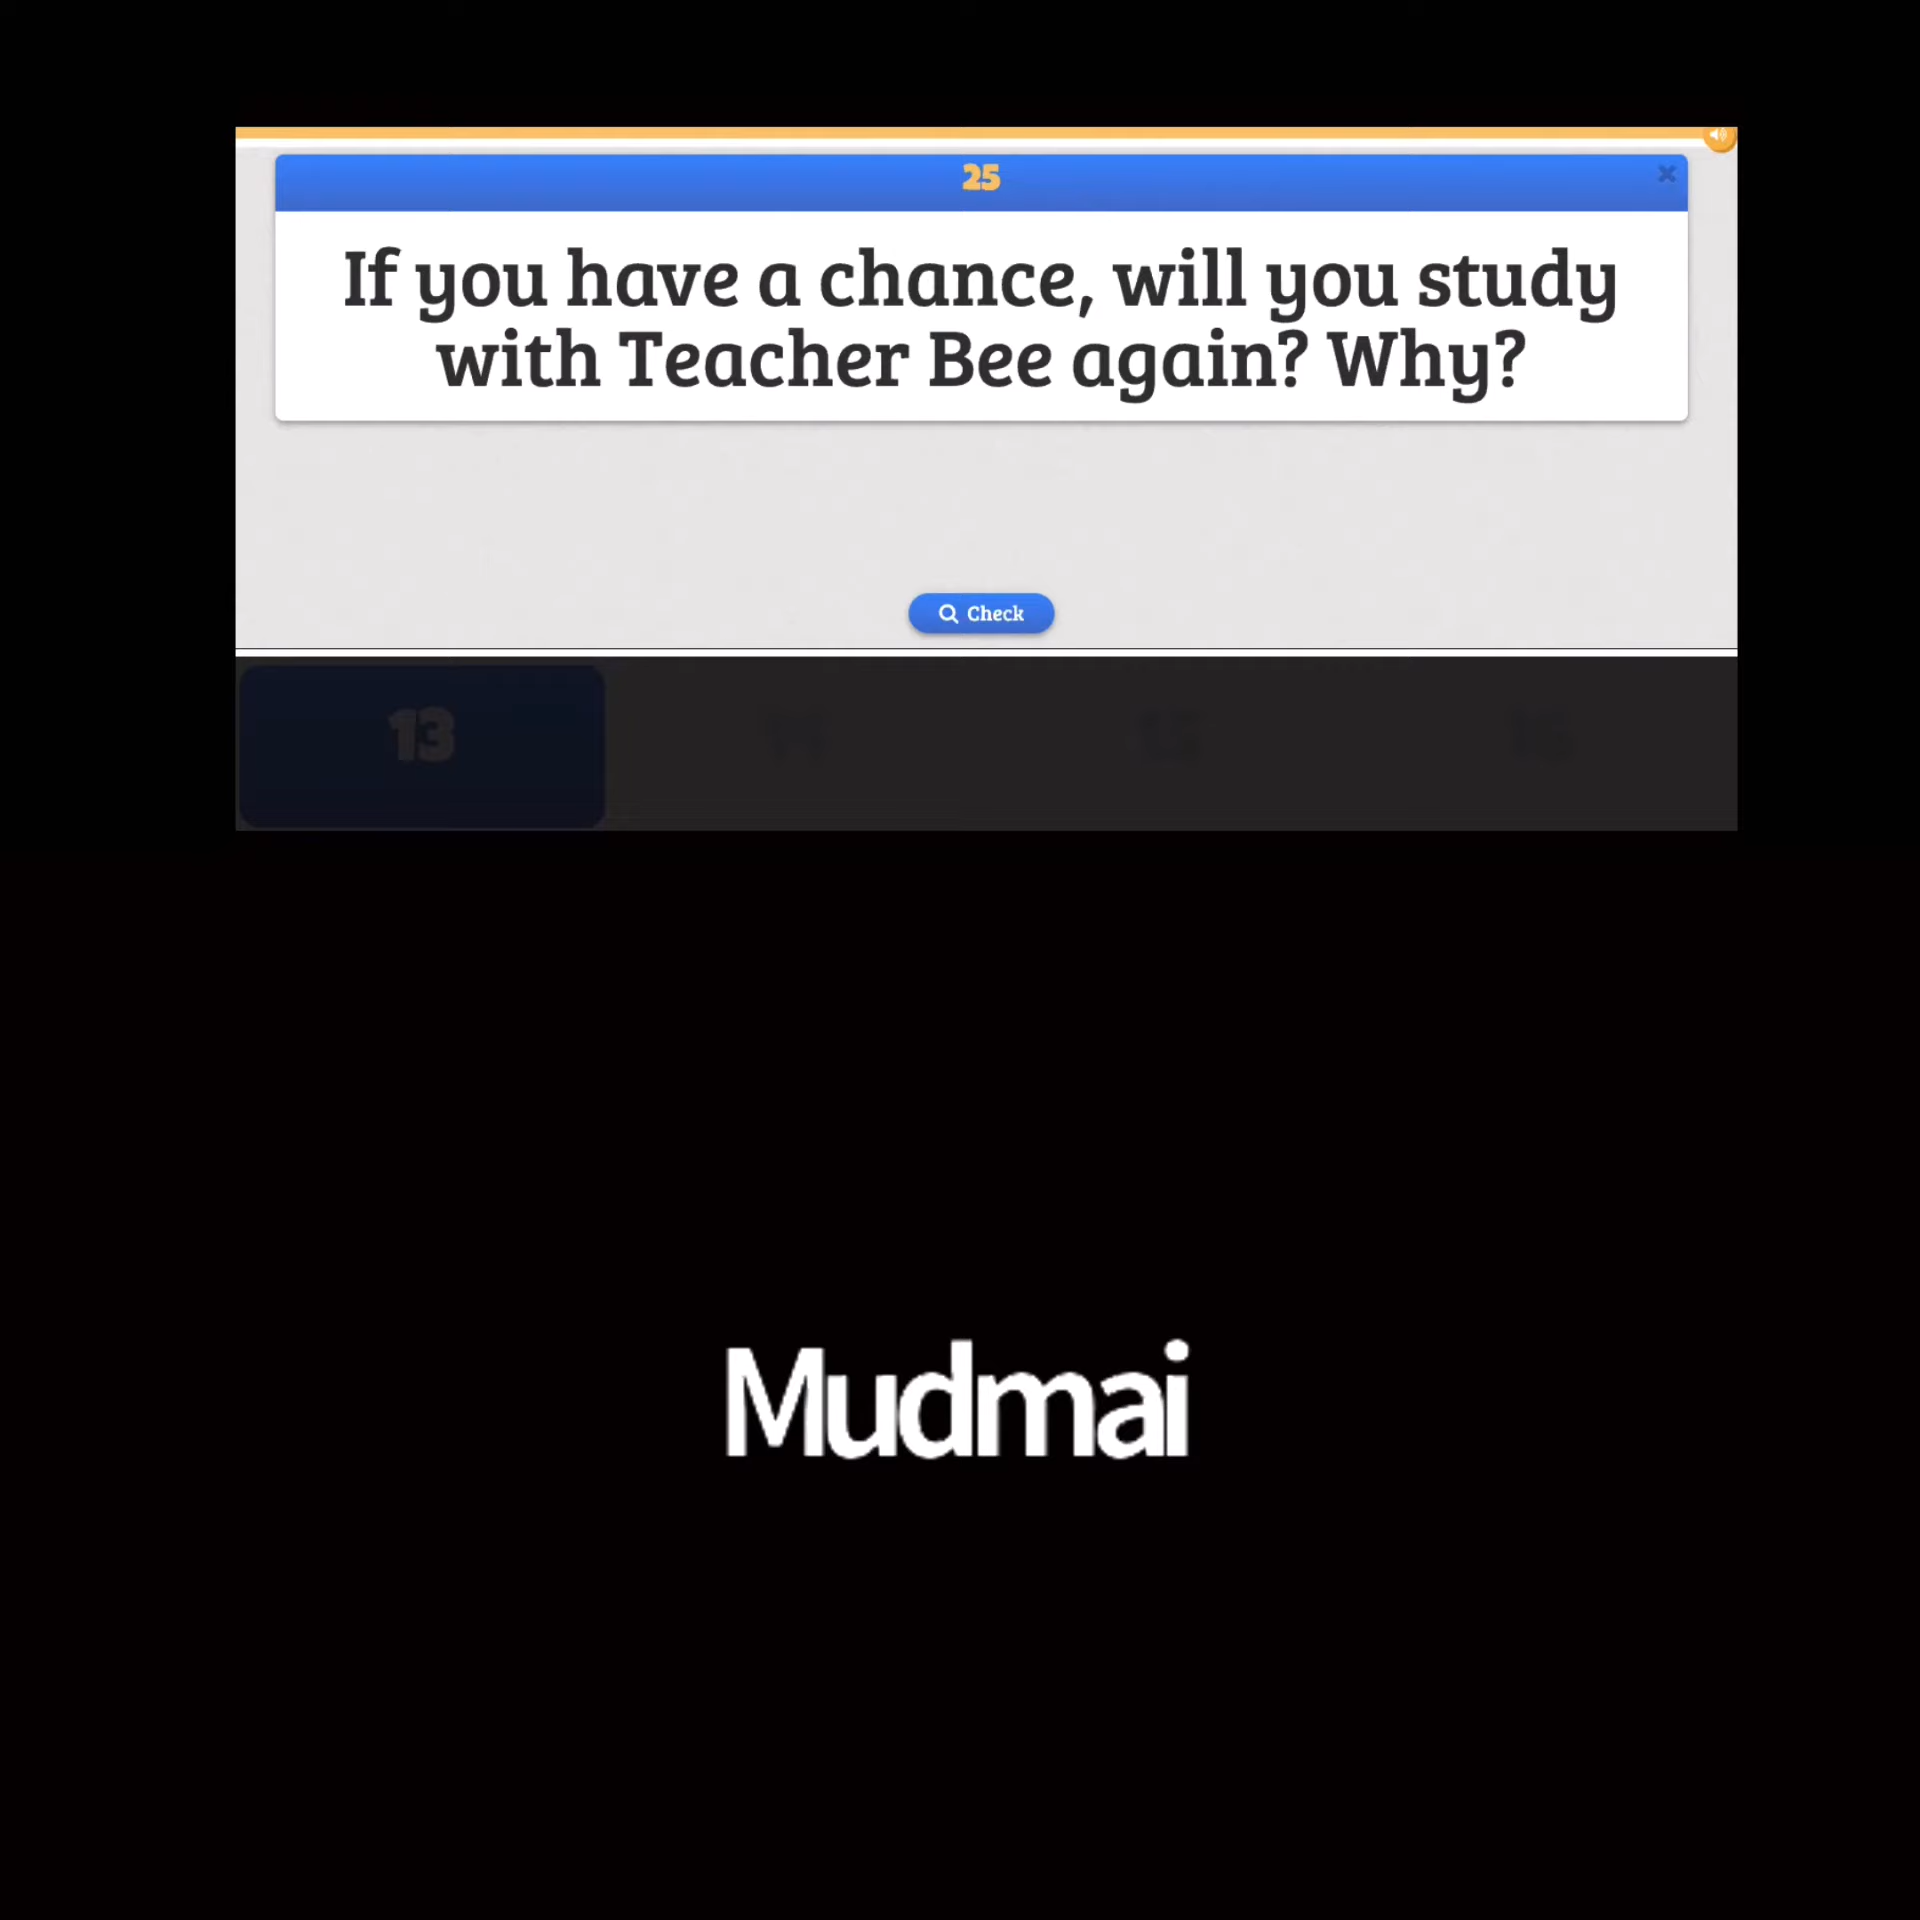 25
If you have a chance, will you study
with Teacher Bee again? Why?
Check
13
Mudmai